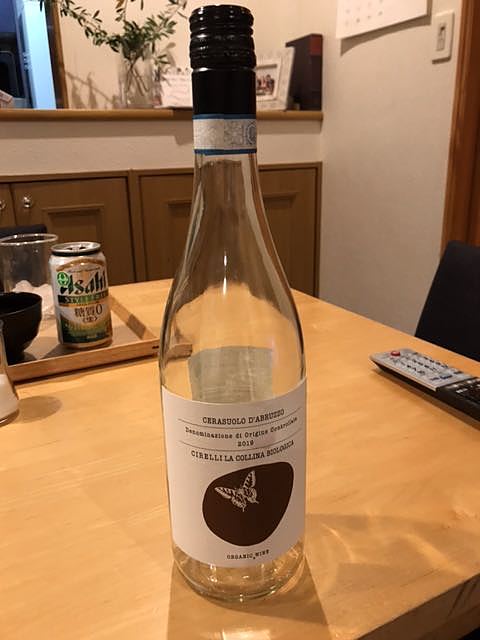 CERASUOLO D'ABRUZZO
Denominazione di Origine Controllata
2019
CIRELLI LA COLLINA BIOLOGICA
ORGANIC WINE
Asahi
糖質0